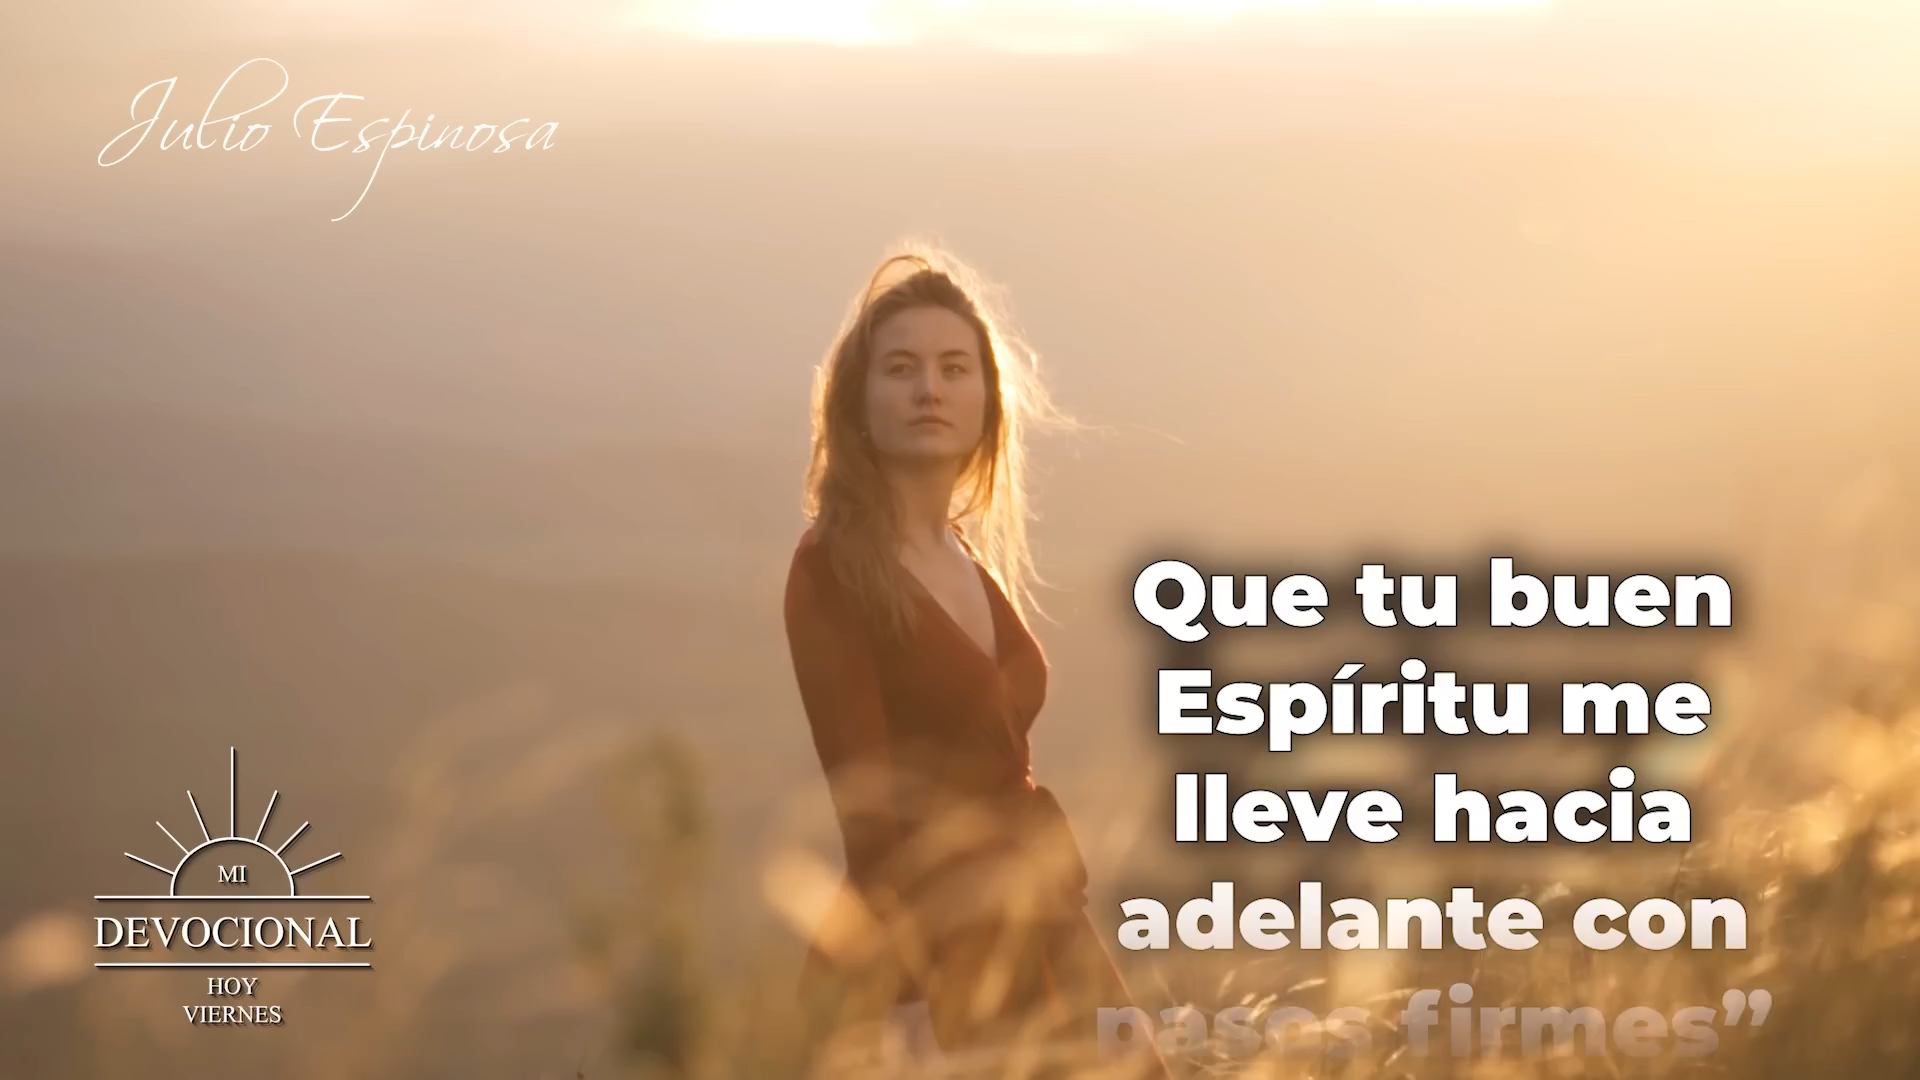 Julio Espinosa
Que tu buen
Espíritu me
lleve hacia
adelante con
pasos firmes”
MI
DEVOCIONAL
HOY
VIERNES